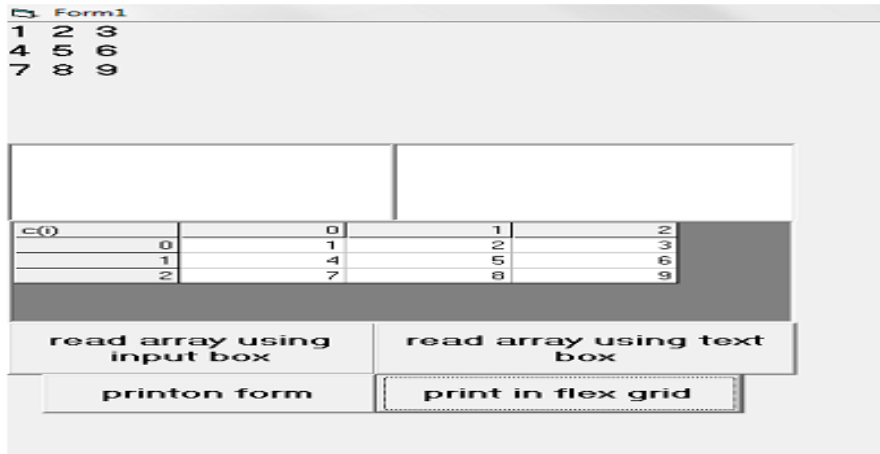 Form1
1 2 3
4 5 6
7 8 9
c(i) 0 1 2
0 1 2 3
1 4 5 6
2 7 8 9
read array using
input box
read array using text
box
printon form
print in flex grid